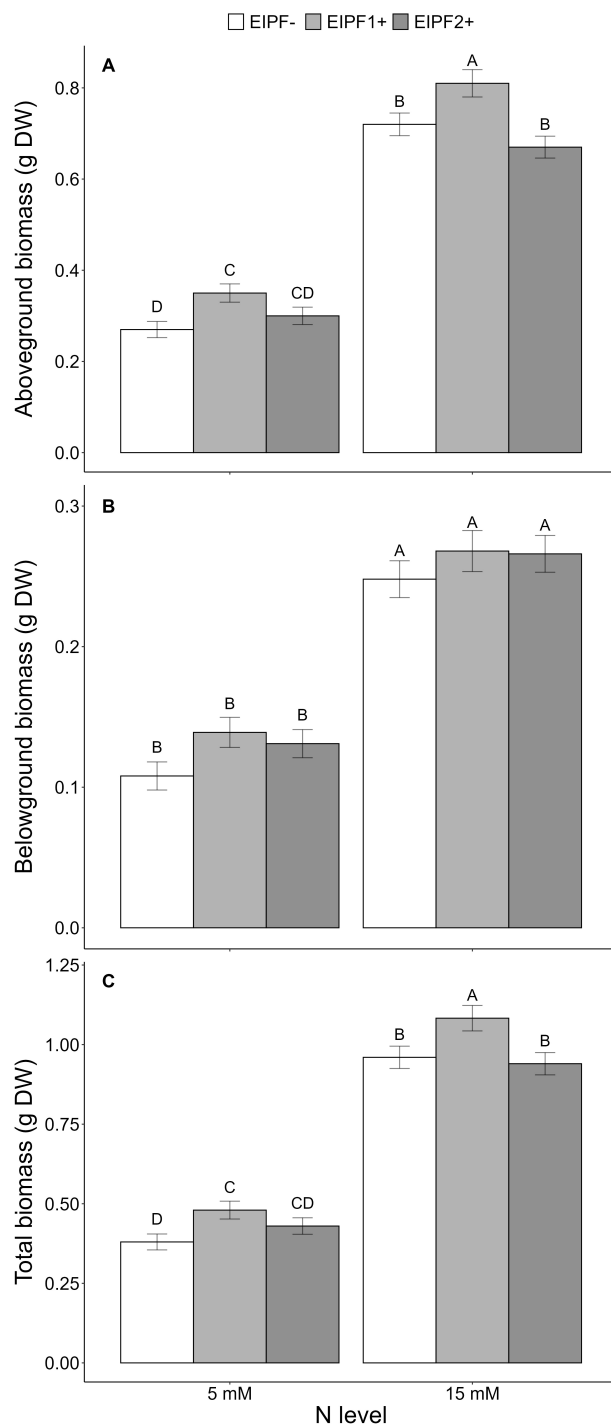 EIPF- EIPF1+ EIPF2+
A
Aboveground biomass (g DW)
0.8
0.6
0.4
0.2
0.0
D C CD B A B
B
Belowground biomass (g DW)
0.3
0.2
0.1
0.0
B B B A A A
C
Total biomass (g DW)
1.25
1.00
0.75
0.50
0.25
0.00
D C CD B A B
5 mM 15 mM
N level